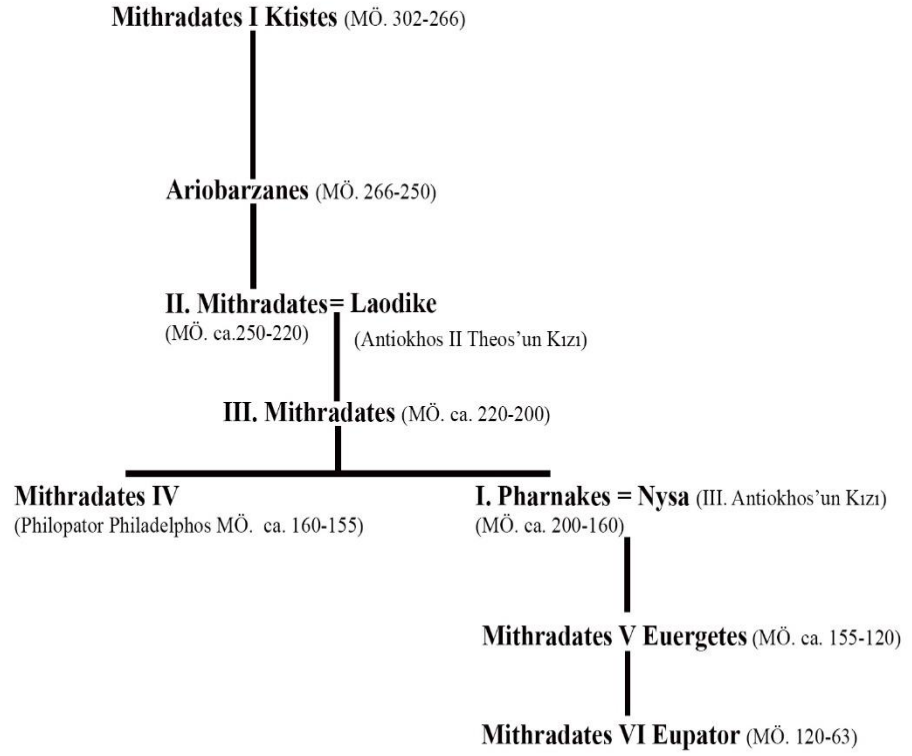 Mithradates I Ktistes (MÖ. 302-266)
Ariobarzanes (MÖ. 266-250)
II. Mithradates = Laodike
(MÖ. ca.250-220) (Antiokhos II Theos’un Kızı)
III. Mithradates (MÖ. ca. 220-200)
Mithradates IV
(Philopator Philadelphos MÖ. ca. 160-155)
I. Pharnakes = Nysa (III. Antiokhos’un Kızı)
(MÖ. ca. 200-160)
Mithradates V Euergetes (MÖ. ca. 155-120)
Mithradates VI Eupator (MÖ. 120-63)